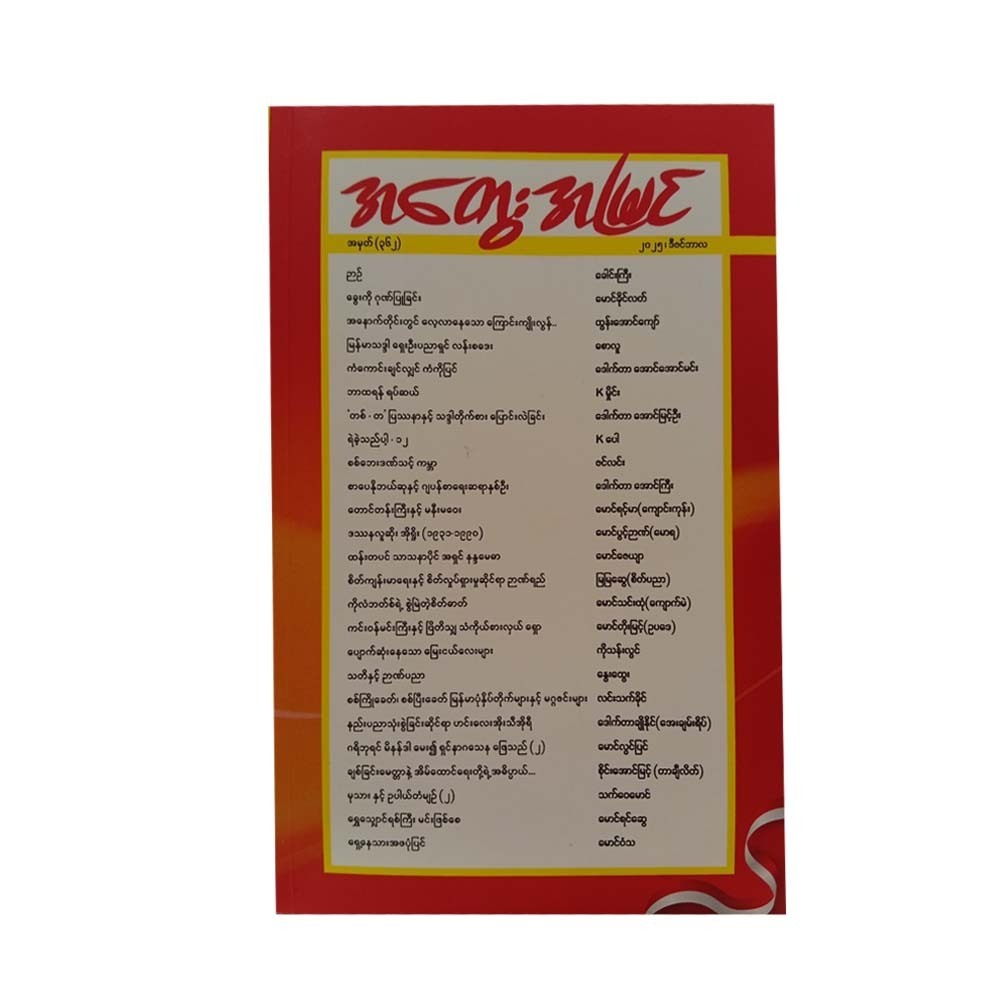 အတွေးအမြင်
အမှတ် (၃၆၂) ၂၀၂၅၊ ဒီဇင်ဘာလ
ဉာဉ် ခေါင်းကြီး
ခွေးကို ဂုဏ်ပြုခြင်း မောင်ခိုင်လတ်
အနောက်တိုင်းတွင် လေ့လာနေသော ကြောင်းကျိုးလွန်.. ထွန်းအောင်ကျော်
မြန်မာသဒ္ဒါ ရှေးဦးပညာရှင် လန်းစဒေး စောလူ
ကံကောင်းချင်လျှင် ကံကိုပြင် ဒေါက်တာ အောင်အောင်မင်း
ဘာထရန် ရပ်ဆယ် K မှိုင်း
'တစ် - တ' ပြဿနာနှင့် သဒ္ဒါတိုက်စား ပြောင်းလဲခြင်း ဒေါက်တာ အောင်မြင့်ဦး
ရဲခဲ့သည်ပါ့ - ၁၂ K ပေါ
စစ်ဘေးဒဏ်သင့် ကမ္ဘာ ဇင်လင်း
စာပေနိုဘယ်ဆုနှင့် ဂျပန်စာရေးဆရာနှစ်ဦး ဒေါက်တာ အောင်ကြီး
တောင်တန်းကြီးနှင့် မနီးမဝေး မောင်ရင့်မာ(ကျောင်းကုန်း)
ဒဿနလူဆိုး အိုရှိုး (၁၉၃၁-၁၉၉၀) မောင်ပွင့်ဉာဏ်(မောရ)
ထန်းတပင် သာသနာပိုင် အရှင် နန္ဒမေဓာ မောင်ဇေယျာ
စိတ်ကျန်းမာရေးနှင့် စိတ်လှုပ်ရှားမှုဆိုင်ရာ ဉာဏ်ရည် မြမြဆွေ(စိတ်ပညာ)
ကိုလံဘတ်စ်ရဲ့ စွဲမြဲတဲ့စိတ်ဓာတ် မောင်သင်းထုံ(ကျောက်မဲ)
ကင်းဝန်မင်းကြီးနှင့် ဗြိတိသျှ သံကိုယ်စားလှယ် ရှော မောင်တိုးမြင့်(ဥပဒေ)
ပျောက်ဆုံးနေသော မြေးငယ်လေးများ ကိုသန်းလွင်
သတိနှင့် ဉာဏ်ပညာ နွေးထွေး
စစ်ကြိုခေတ်၊ စစ်ပြီးခေတ် မြန်မာပုံနှိပ်တိုက်များနှင့် မဂ္ဂဇင်းများ လင်းသက်ခိုင်
နည်းပညာသုံးစွဲခြင်းဆိုင်ရာ ဟင်းလေးအိုးသီအိုရီ ဒေါက်တာချိုနိုင်(အေးချမ်းရိပ်)
ဂရိဘုရင် မိနန်ဒါ မေး၍ ရှင်နာဂသေန ဖြေသည် (၂) မောင်လွင်ပြင်
ချစ်ခြင်းမေတ္တာနဲ့ အိမ်ထောင်ရေးတို့ရဲ့အဓိပ္ပာယ်... စိုင်းအောင်မြင့် (တာချီလိတ်)
မုသား နှင့် ဥပါယ်တံမျဉ် (၂) သက်ဝေမောင်
ရွှေသျှောင်ရစ်ကြီး မင်းဖြစ်စေ မောင်ရင်ဆွေ
ရှေ့နေသားအဖပုံပြင် မောင်ဝံသ